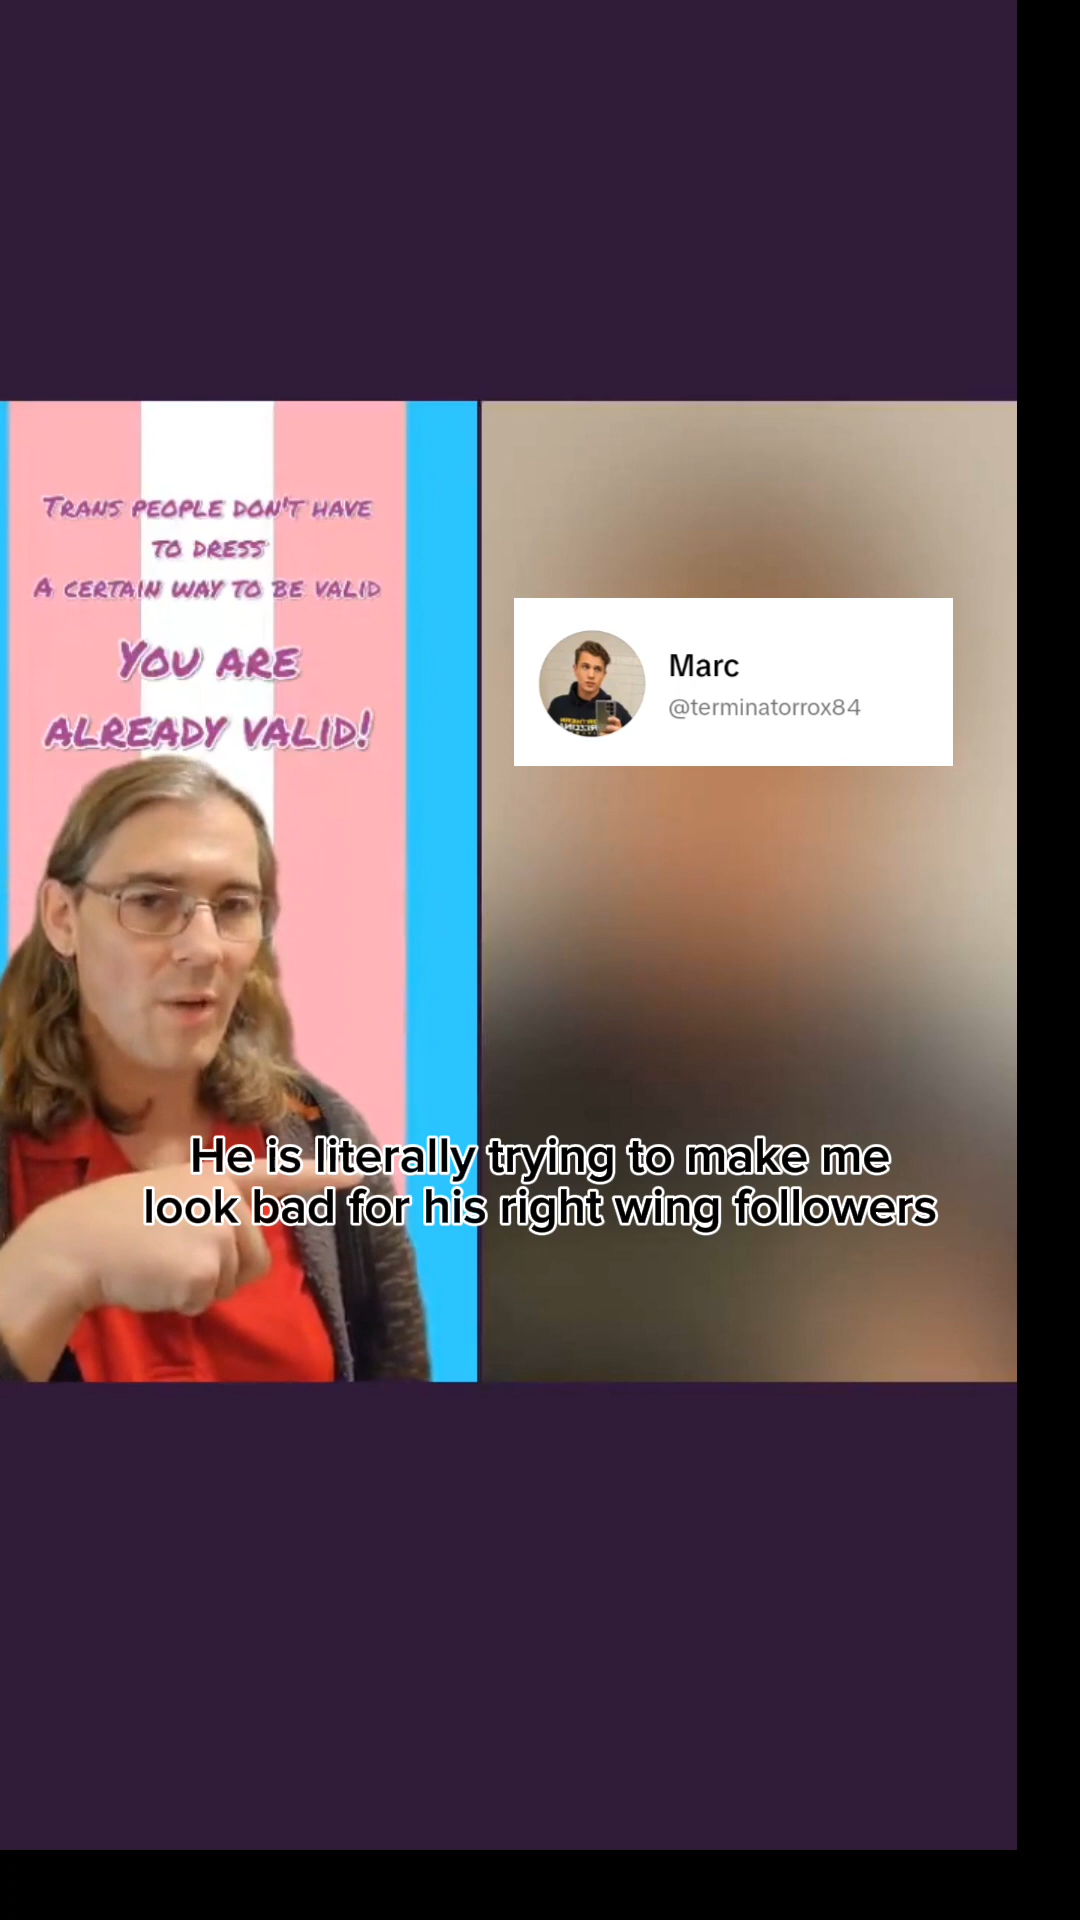 TRANS PEOPLE DON'T HAVE
TO DRESS
A CERTAIN WAY TO BE VALID
YOU ARE
ALREADY VALID!
Marc
@terminatorrox84
He is literally trying to make me
look bad for his right wing followers